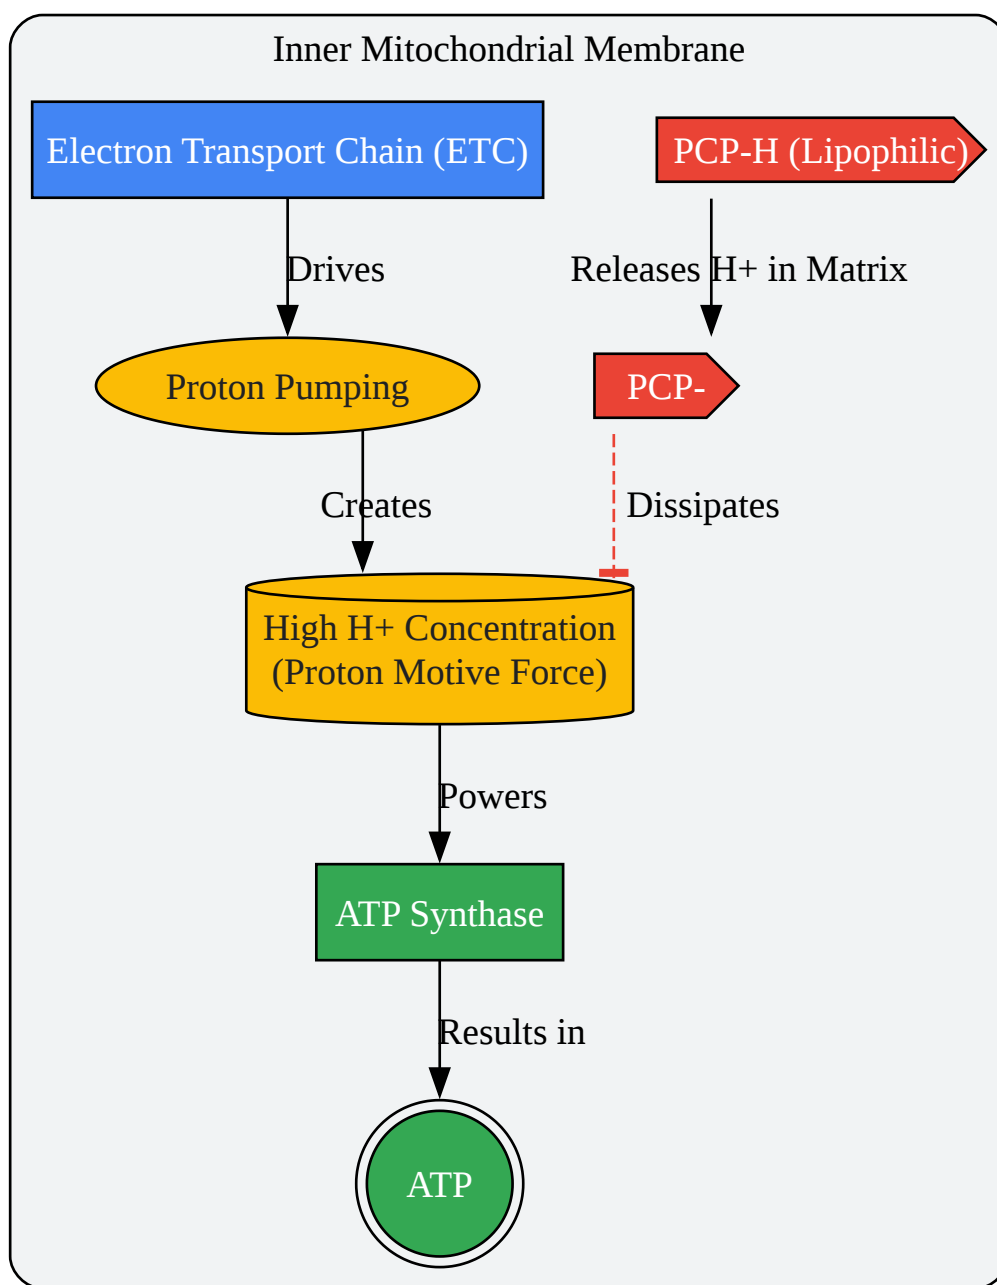 Inner Mitochondrial Membrane
Electron Transport Chain (ETC)
PCP-H (Lipophilic)
Drives
Releases H+ in Matrix
Proton Pumping
PCP-
Creates
Dissipates
High H+ Concentration
(Proton Motive Force)
Powers
ATP Synthase
Results in
ATP